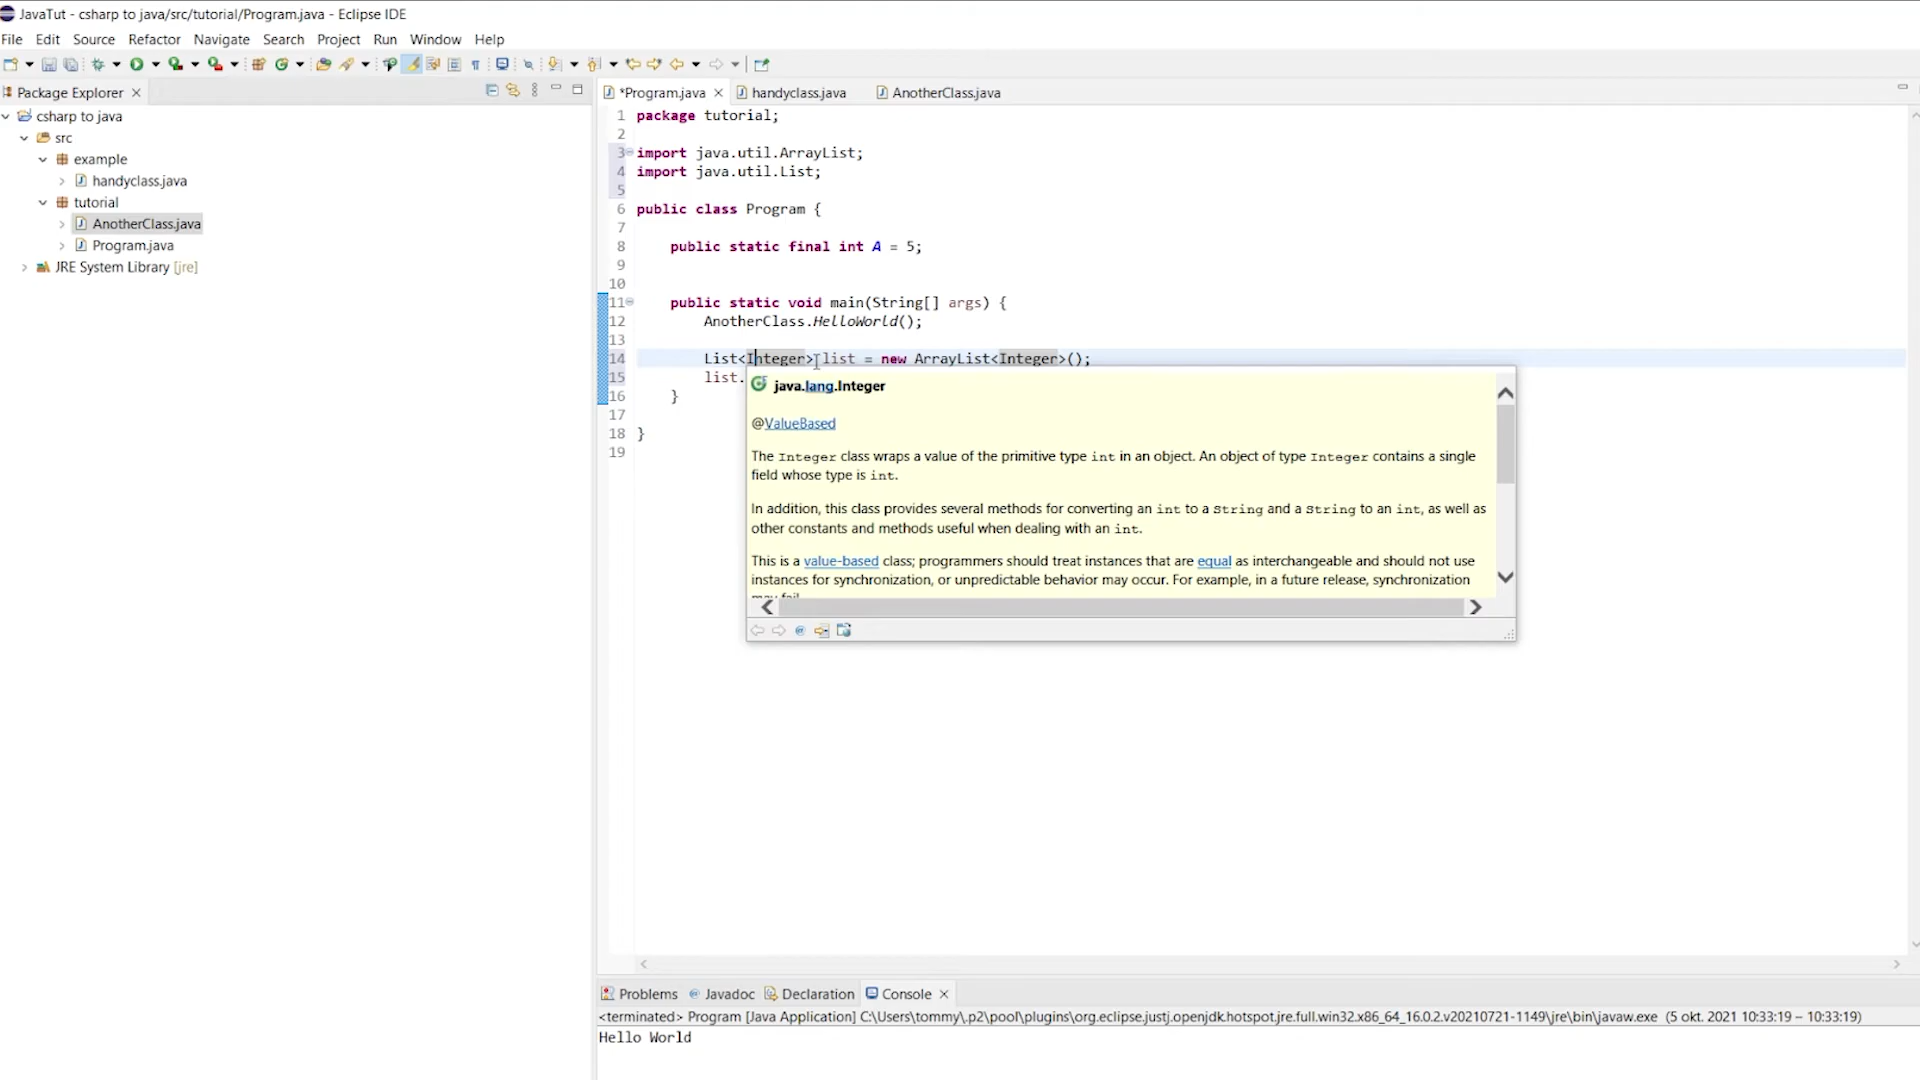 JavaTut - csharp to java/src/tutorial/Program.java - Eclipse IDE
File Edit Source Refactor Navigate Search Project Run Window Help
Package Explorer
csharp to java
src
example
handyclass.java
tutorial
AnotherClass.java
Program.java
JRE System Library [jre]
*Program.java handyclass.java AnotherClass.java
1 package tutorial;
2
3 import java.util.ArrayList;
4 import java.util.List;
5
6 public class Program {
7
8 public static final int A = 5;
9
10
11 public static void main(String[] args) {
12 AnotherClass.HelloWorld();
13
14 List<Integer> list = new ArrayList<Integer>();
15 list.
16 }
17
18 }
19
java.lang.Integer
@ValueBased
The Integer class wraps a value of the primitive type int in an object. An object of type Integer contains a single
field whose type is int.
In addition, this class provides several methods for converting an int to a String and a String to an int, as well as
other constants and methods useful when dealing with an int.
This is a value-based class; programmers should treat instances that are equal as interchangeable and should not use
instances for synchronization, or unpredictable behavior may occur. For example, in a future release, synchronization
may fail.
Problems Javadoc Declaration Console
<terminated> Program [Java Application] C:\Users\tommy\.p2\pool\plugins\org.eclipse.justj.openjdk.hotspot.jre.full.win32.x86_64_16.0.2.v20210721-1149\jre\bin\javaw.exe (5 okt. 2021 10:33:19 – 10:33:19)
Hello World